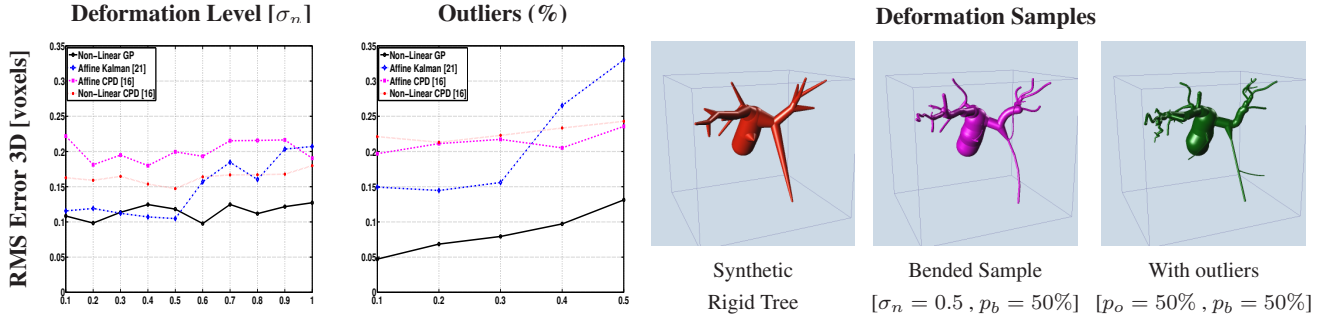 Deformation Level [σn]
Outliers (%)
Deformation Samples
RMS Error 3D [voxels]
0.35
0.3
0.25
0.2
0.15
0.1
0.05
0
Non-Linear GP
Affine Kalman [21]
Affine CPD [16]
Non-Linear CPD [16]
0.1 0.2 0.3 0.4 0.5 0.6 0.7 0.8 0.9 1
0.35
0.3
0.25
0.2
0.15
0.1
0.05
0
Non-Linear GP
Affine Kalman [21]
Affine CPD [16]
Non-Linear CPD [16]
0.1 0.2 0.3 0.4 0.5
Synthetic
Rigid Tree
Bended Sample
[σn = 0.5 , pb = 50%]
With outliers
[po = 50% , pb = 50%]